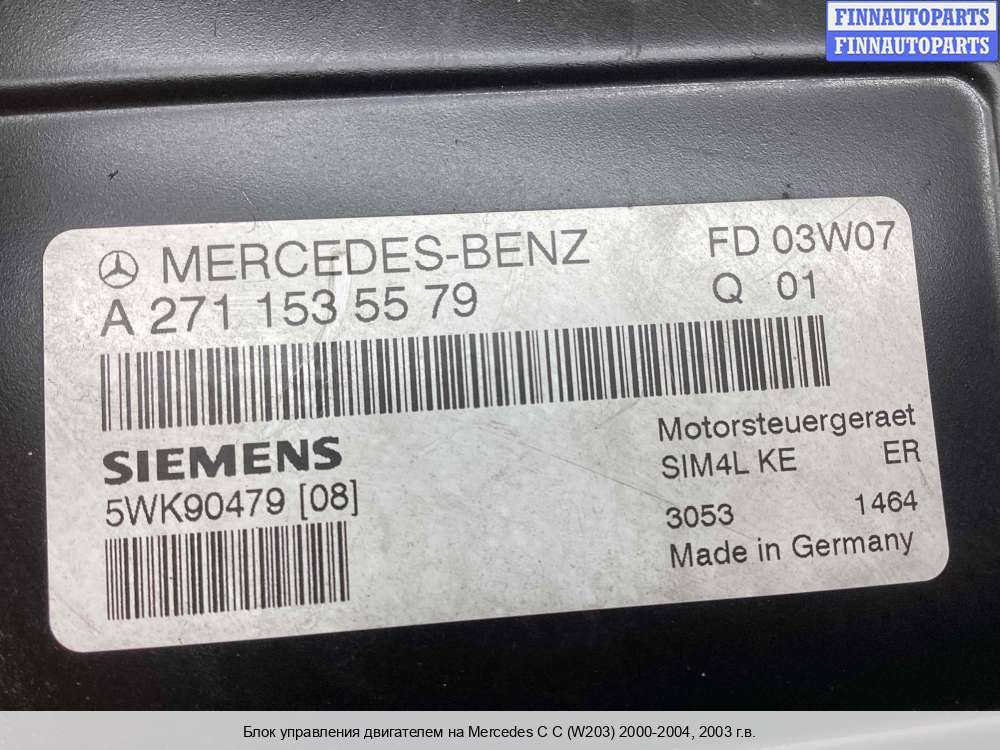 FINNAUTOPARTS
FINNAUTOPARTS
MERCEDES-BENZ
FD 03W07
A 271 153 55 79
Q 01
SIEMENS
5WK90479 [08]
Motorsteuergeraet
SIM4L KE ER
3053 1464
Made in Germany
Блок управления двигателем на Mercedes C C (W203) 2000-2004, 2003 г.в.